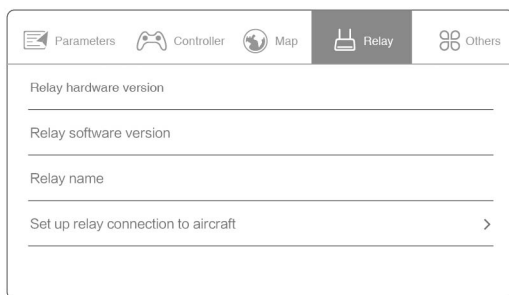 Parameters Controller Map Relay Others
Relay hardware version
Relay software version
Relay name
Set up relay connection to aircraft